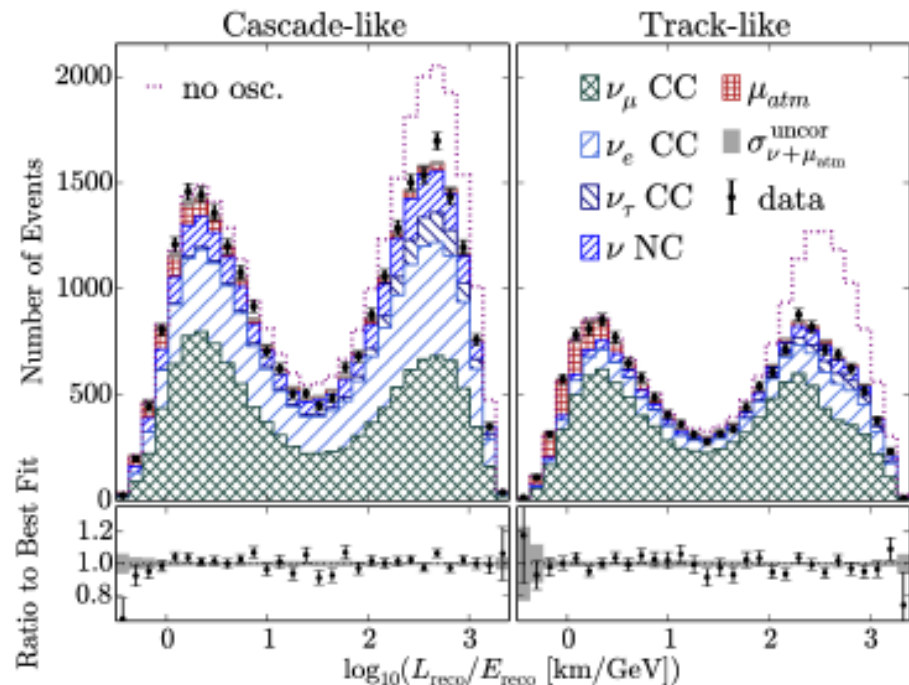 Cascade-like
Track-like
Number of Events
2000
1500
1000
500
0
no osc.
ν_μ CC
ν_e CC
ν_τ CC
ν NC
μ_atm
σ^uncor_ν+μ_atm
data
Ratio to Best Fit
1.2
1.0
0.8
0 1 2 3 0 1 2 3
log₁₀(L_reco/E_reco [km/GeV])